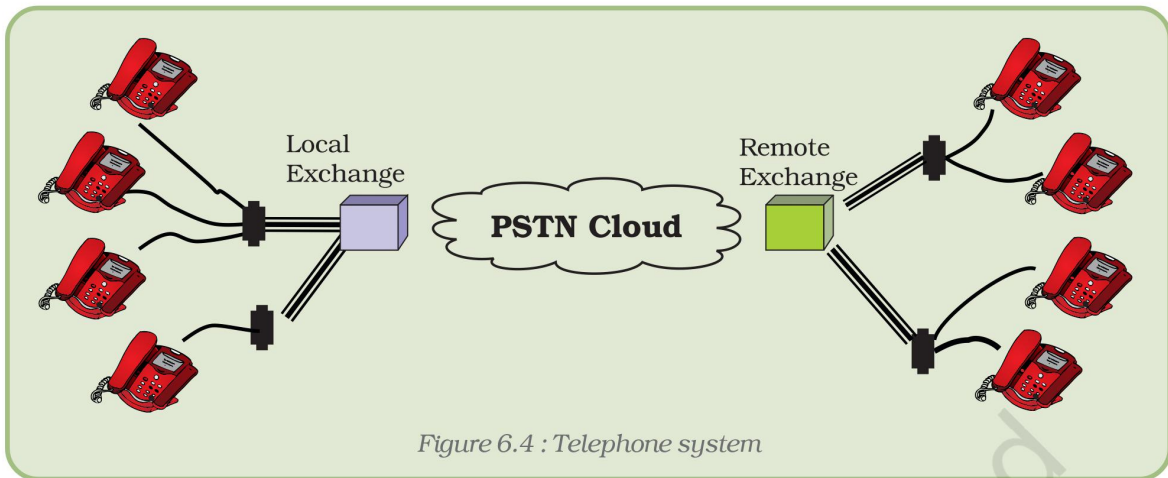 Local
Exchange
PSTN Cloud
Remote
Exchange
Figure 6.4 : Telephone system